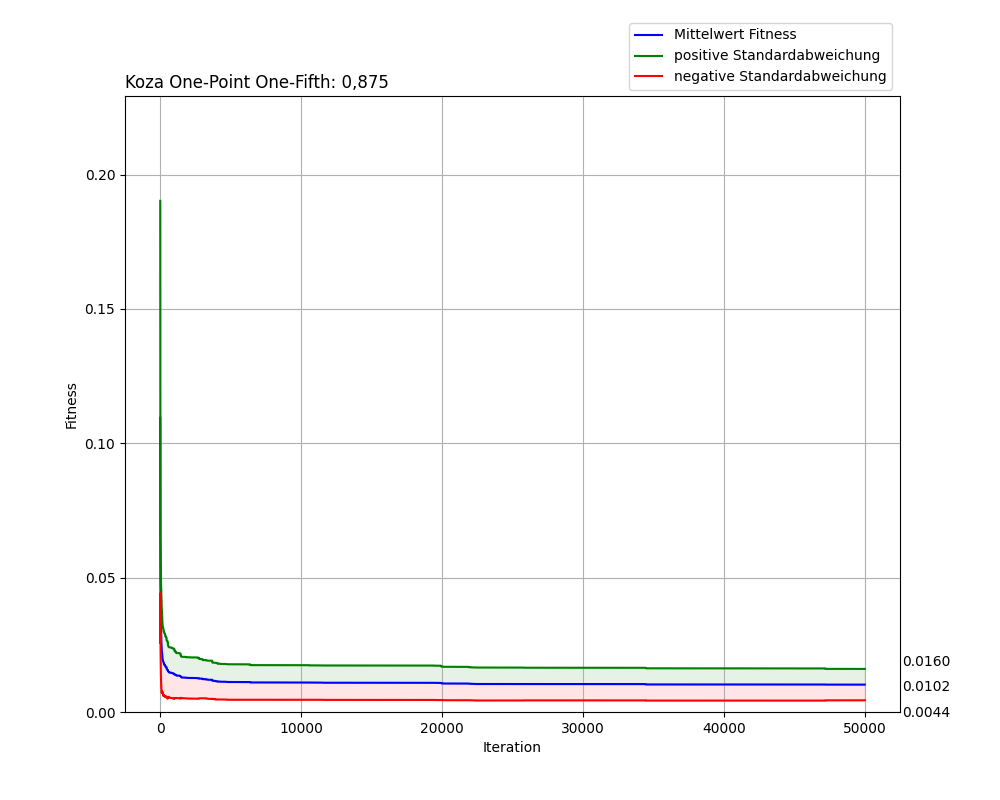 Mittelwert Fitness
positive Standardabweichung
negative Standardabweichung
Koza One-Point One-Fifth: 0,875
Fitness
0.20
0.15
0.10
0.05
0.00
0.0160
0.0102
0.0044
0 10000 20000 30000 40000 50000
Iteration